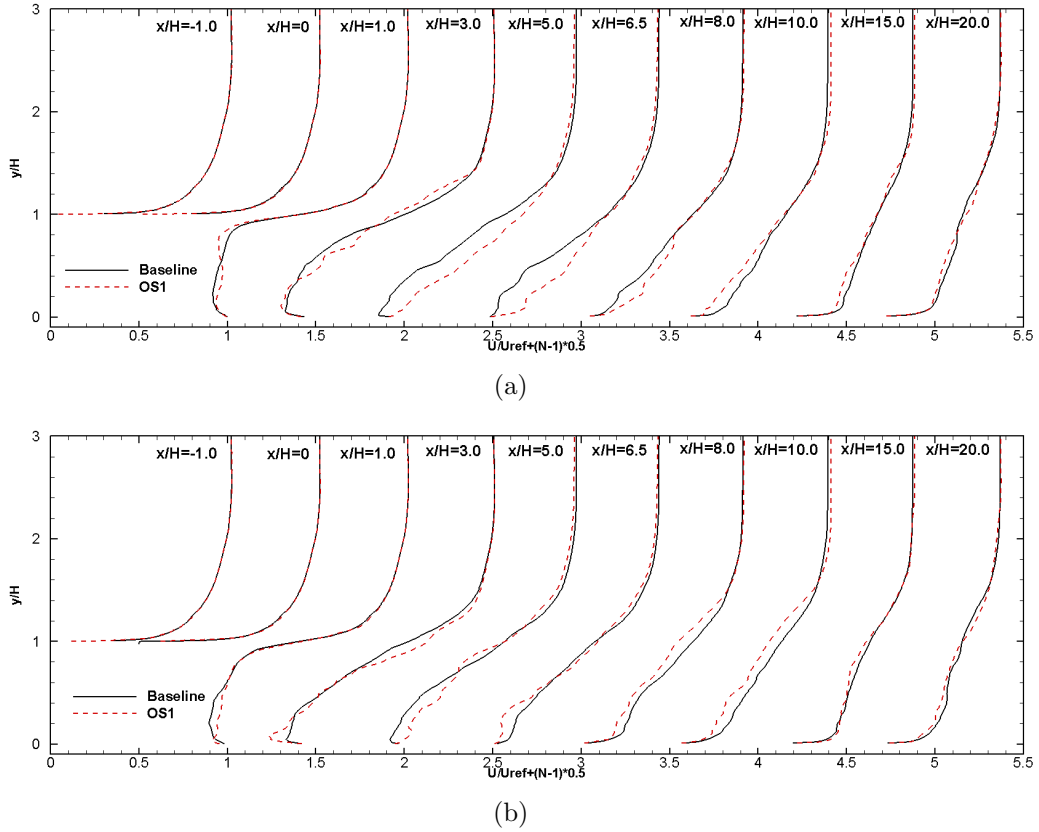 3
x/H=-1.0 x/H=0 x/H=1.0 x/H=3.0 x/H=5.0 x/H=6.5 x/H=8.0 x/H=10.0 x/H=15.0 x/H=20.0
2
y/H
1
Baseline
OS1
0
0 0.5 1 1.5 2 2.5 3 3.5 4 4.5 5 5.5
U/Uref+(N-1)*0.5
(a)
3
x/H=-1.0 x/H=0 x/H=1.0 x/H=3.0 x/H=5.0 x/H=6.5 x/H=8.0 x/H=10.0 x/H=15.0 x/H=20.0
2
y/H
1
Baseline
OS1
0
0 0.5 1 1.5 2 2.5 3 3.5 4 4.5 5 5.5
U/Uref+(N-1)*0.5
(b)